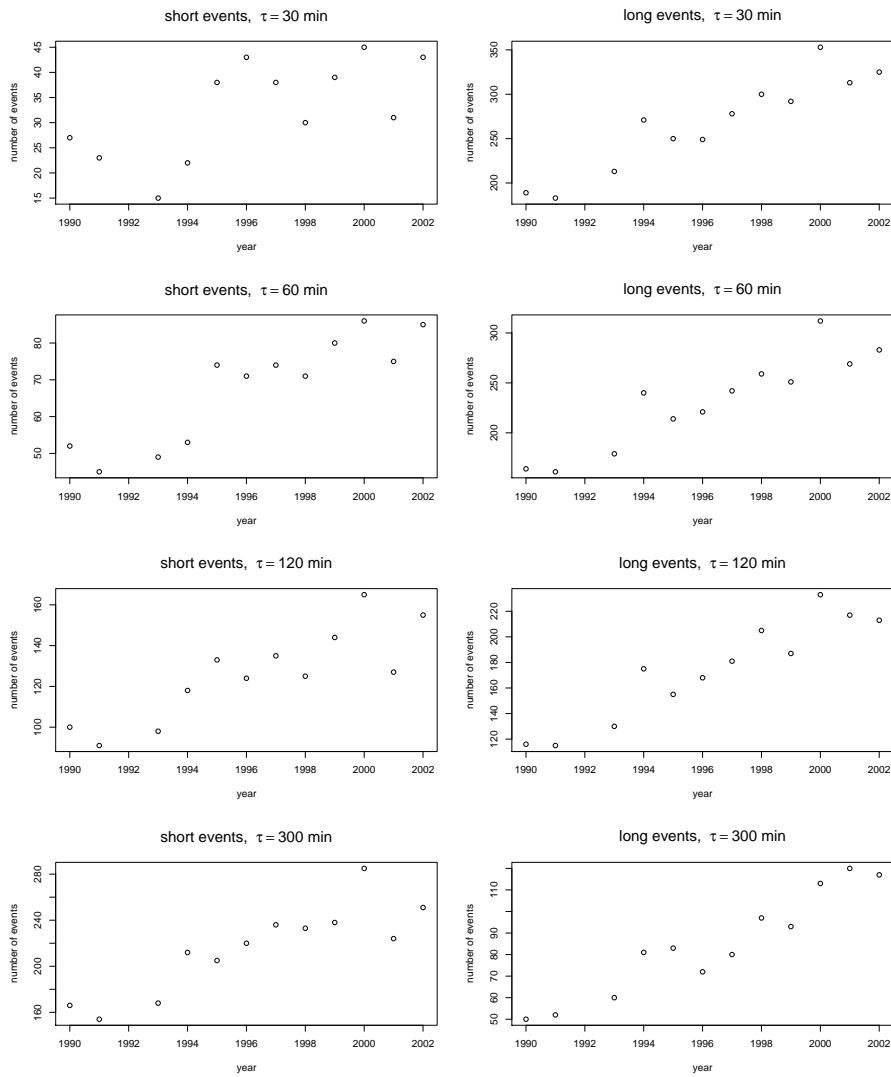 short events, τ = 30 min
number of events
15 20 25 30 35 40 45
1990 1992 1994 1996 1998 2000 2002
year
long events, τ = 30 min
number of events
200 250 300 350
1990 1992 1994 1996 1998 2000 2002
year
short events, τ = 60 min
number of events
50 60 70 80
1990 1992 1994 1996 1998 2000 2002
year
long events, τ = 60 min
number of events
200 250 300
1990 1992 1994 1996 1998 2000 2002
year
short events, τ = 120 min
number of events
100 120 140 160
1990 1992 1994 1996 1998 2000 2002
year
long events, τ = 120 min
number of events
120 140 160 180 200 220
1990 1992 1994 1996 1998 2000 2002
year
short events, τ = 300 min
number of events
160 200 240 280
1990 1992 1994 1996 1998 2000 2002
year
long events, τ = 300 min
number of events
50 60 70 80 90 110
1990 1992 1994 1996 1998 2000 2002
year